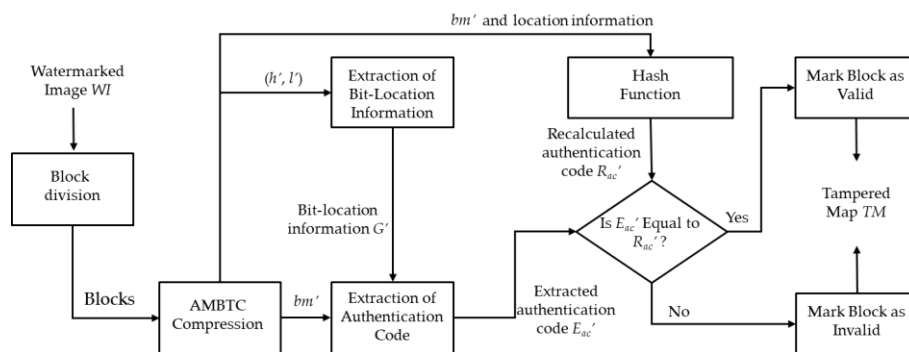 bm′ and location information
Watermarked
Image WI
(h′, l′)
Extraction of
Bit-Location
Information
Hash
Function
Mark Block as
Valid
Block
division
Recalculated
authentication
code Rac′
Bit-location
information G′
Is Eac′ Equal to
Rac′ ?
Yes
Tampered
Map TM
Blocks
AMBTC
Compression
bm′
Extraction of
Authentication
Code
Extracted
authentication
code Eac′
No
Mark Block as
Invalid